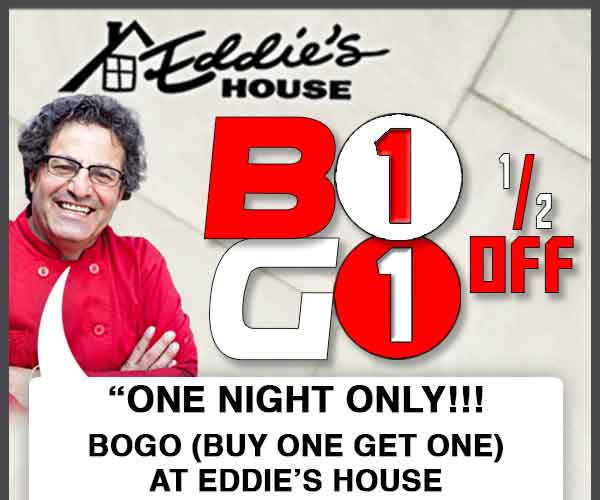 Eddie's
HOUSE
B1
G1
1/2
OFF
“ONE NIGHT ONLY!!!
BOGO (BUY ONE GET ONE)
AT EDDIE’S HOUSE